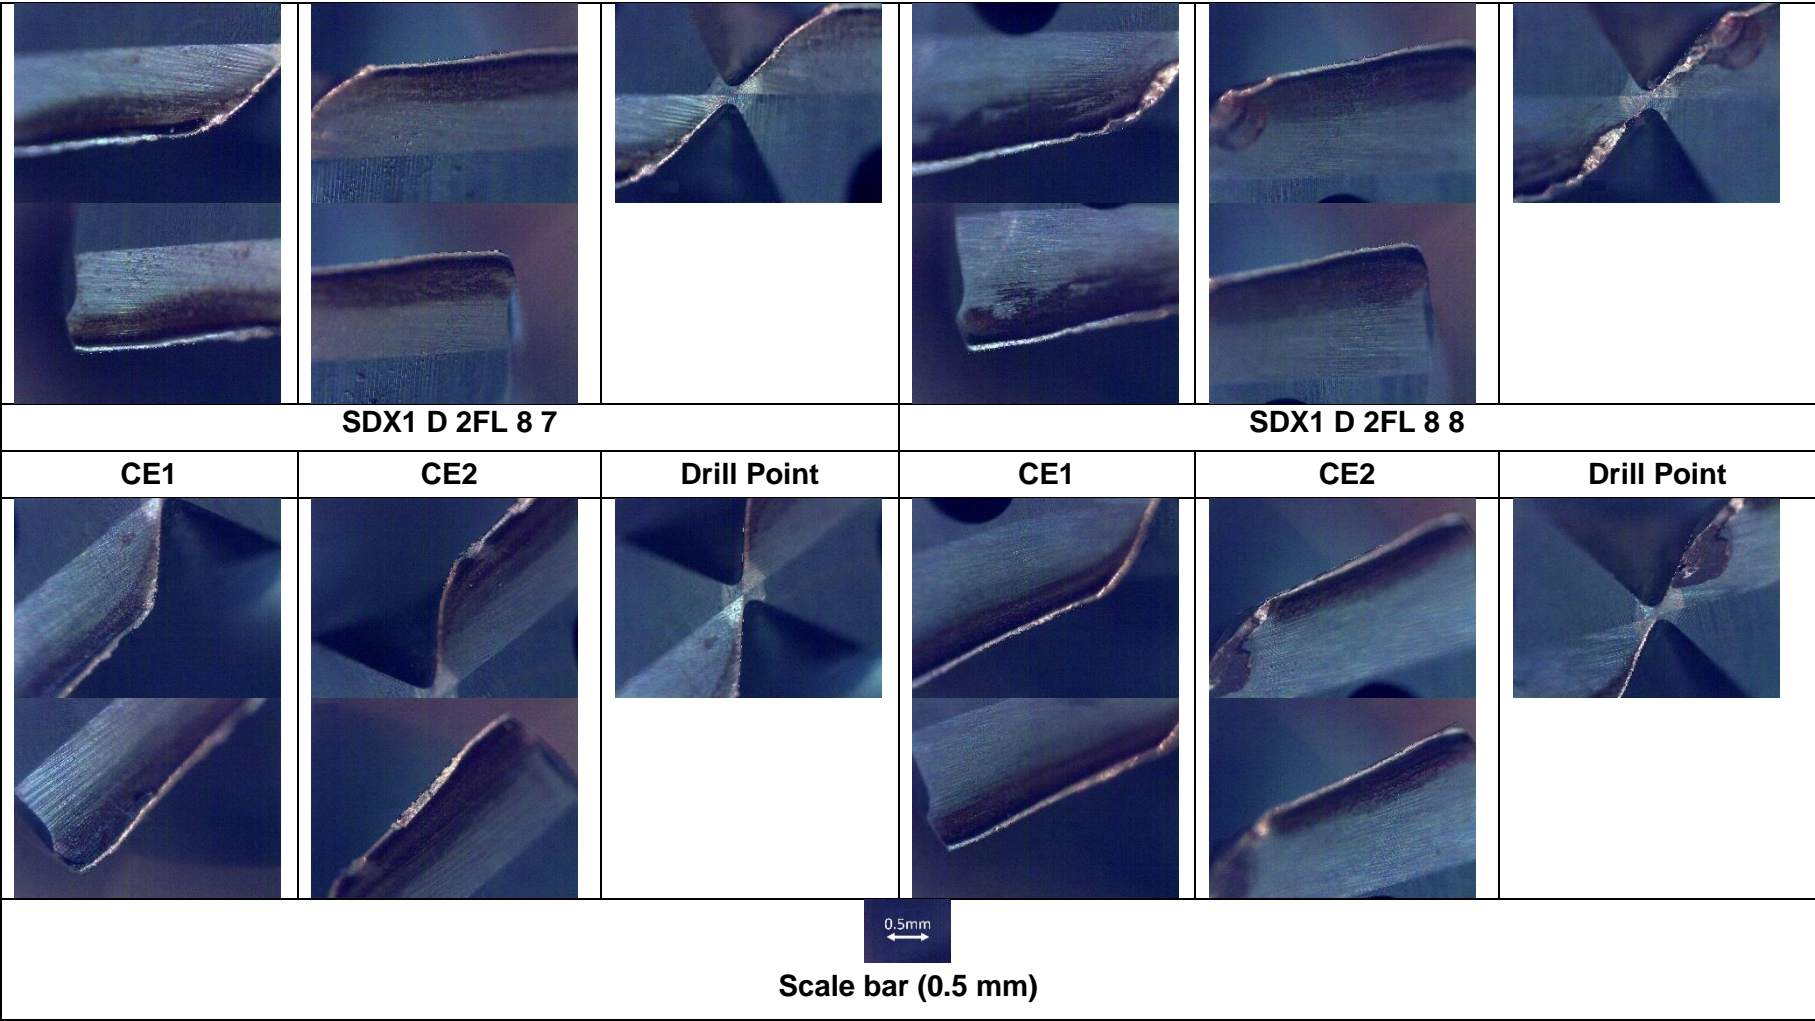 SDX1 D 2FL 8 7
SDX1 D 2FL 8 8
CE1 CE2 Drill Point CE1 CE2 Drill Point
0.5mm
Scale bar (0.5 mm)